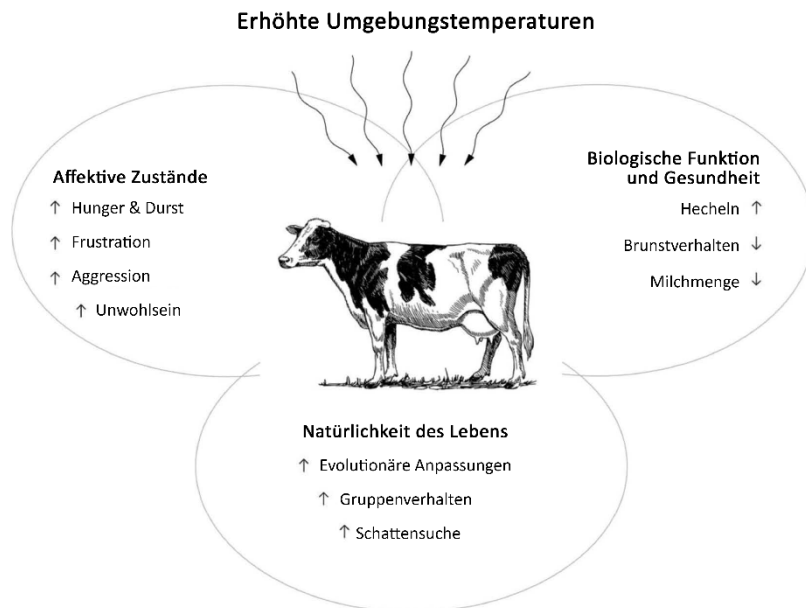 Erhöhte Umgebungstemperaturen
Affektive Zustände
↑ Hunger & Durst
↑ Frustration
↑ Aggression
↑ Unwohlsein
Biologische Funktion
und Gesundheit
Hecheln ↑
Brunstverhalten ↓
Milchmenge ↓
Natürlichkeit des Lebens
↑ Evolutionäre Anpassungen
↑ Gruppenverhalten
↑ Schattensuche